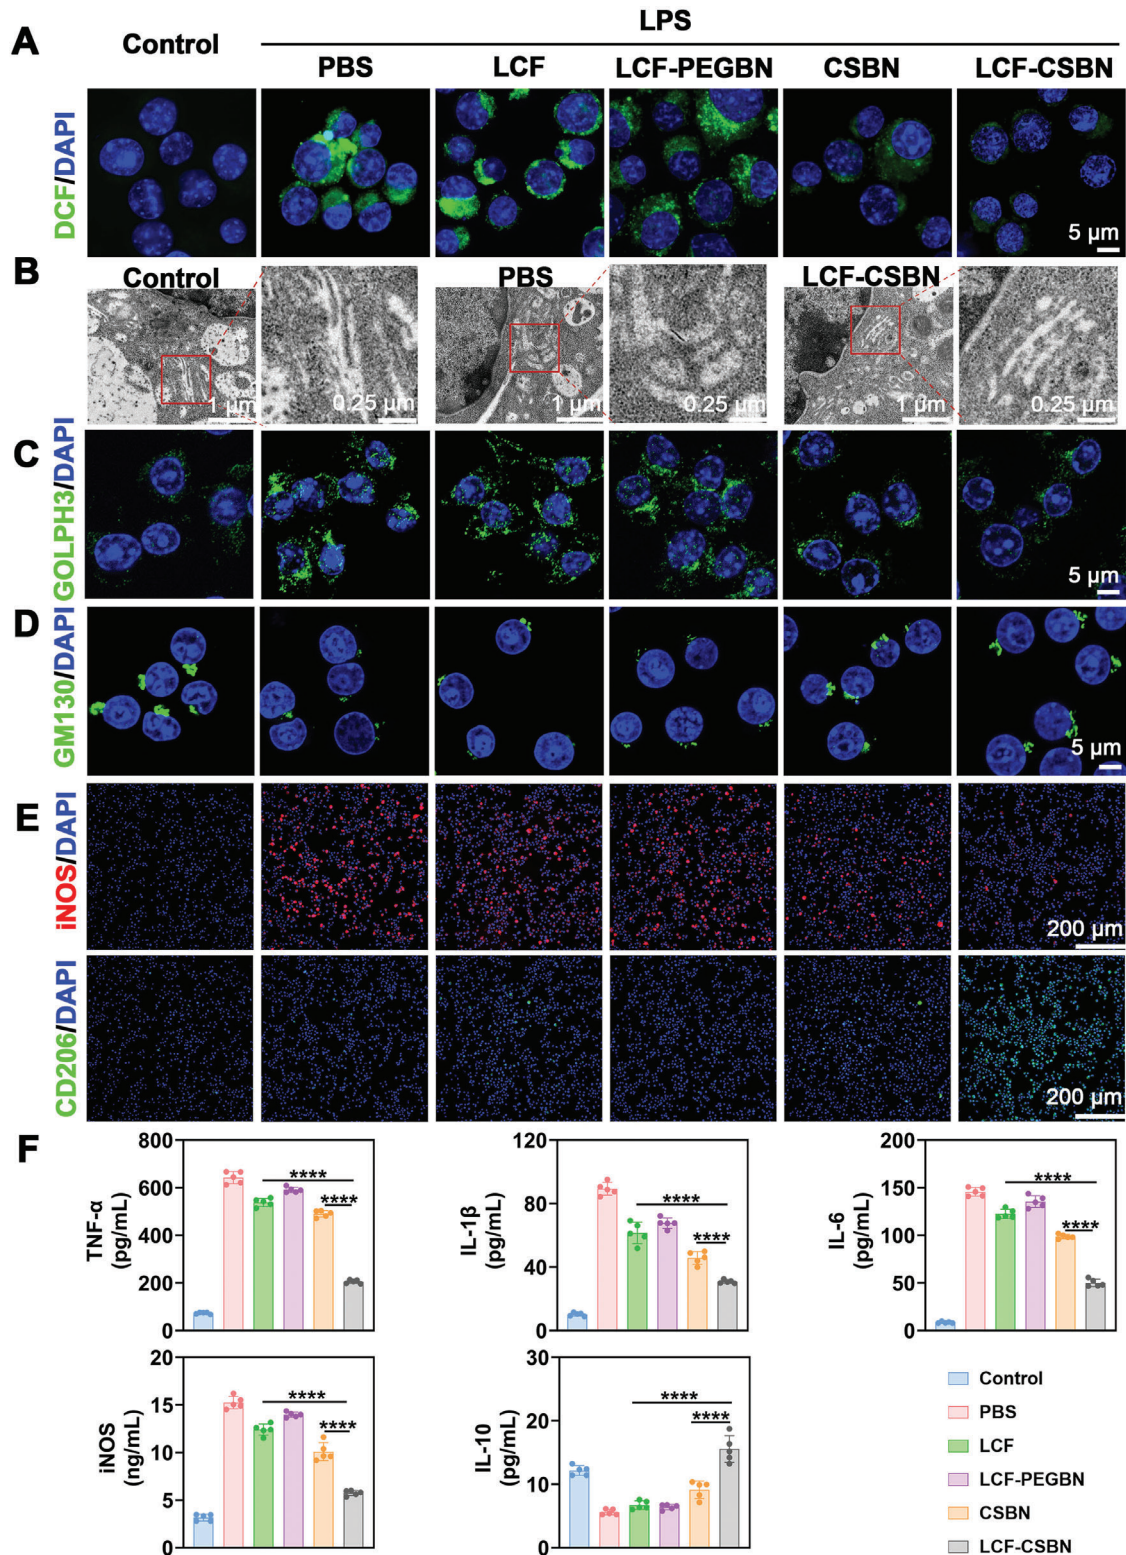 A
Control
LPS
PBS
LCF
LCF-PEGBN
CSBN
LCF-CSBN
DCF/DAPI
5 μm
B
Control
PBS
LCF-CSBN
1 μm
0.25 μm
1 μm
0.25 μm
1 μm
0.25 μm
C
GOLPH3/DAPI
5 μm
D
GM130/DAPI
5 μm
E
iNOS/DAPI
200 μm
CD206/DAPI
200 μm
F
TNF-α
(pg/mL)
800
600
400
200
0
****
****
IL-1β
(pg/mL)
120
80
40
0
****
****
IL-6
(pg/mL)
200
150
100
50
0
****
****
iNOS
(ng/mL)
20
15
10
5
0
****
****
IL-10
(pg/mL)
30
20
10
0
****
****
Control
PBS
LCF
LCF-PEGBN
CSBN
LCF-CSBN